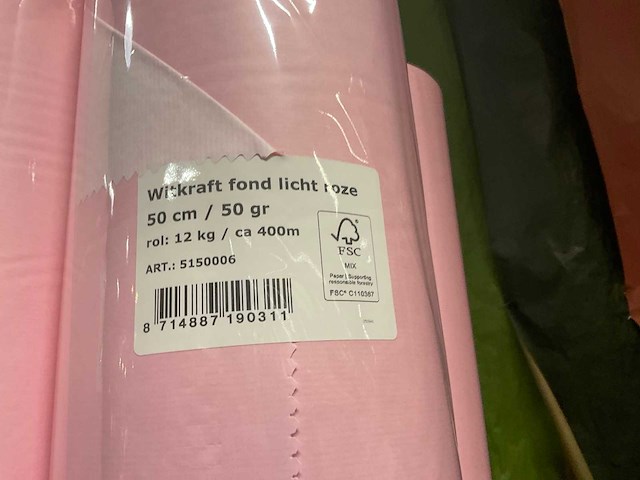 Witkraft fond licht roze
50 cm / 50 gr
rol: 12 kg / ca 400m
ART.: 5150006
8 714887 190311
FSC
MIX
Paper | Supporting
responsible forestry
FSC® C110367